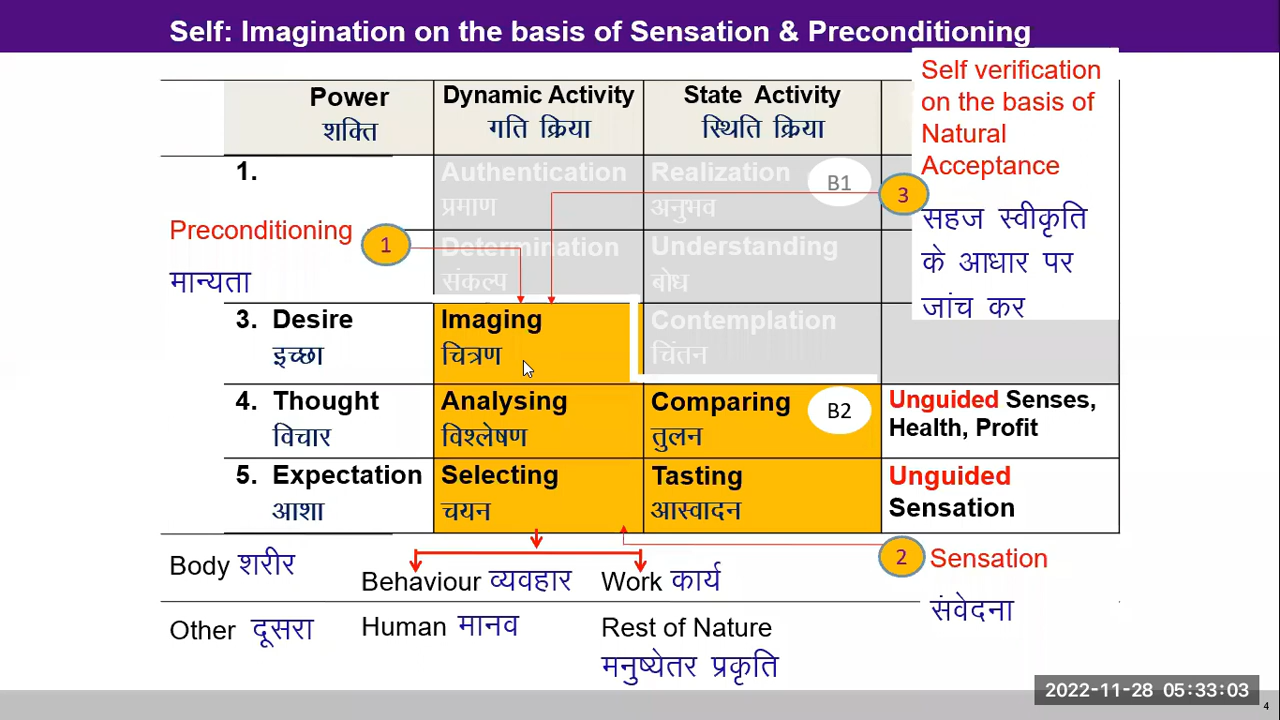 Self: Imagination on the basis of Sensation & Preconditioning
Self verification
on the basis of
Natural
Acceptance
सहज स्वीकृति
के आधार पर
जांच कर
3
Power
शक्ति
Dynamic Activity
गति क्रिया
State Activity
स्थिति क्रिया
1.
Authentication
प्रमाण
Realization
अनुभव
B1
Preconditioning
मान्यता
1
Determination
संकल्प
Understanding
बोध
3. Desire
इच्छा
Imaging
चित्रण
Contemplation
चिंतन
4. Thought
विचार
Analysing
विश्लेषण
Comparing
तुलन
B2
Unguided Senses,
Health, Profit
5. Expectation
आशा
Selecting
चयन
Tasting
आस्वादन
Unguided
Sensation
2
Sensation
संवेदना
Body शरीर
Behaviour व्यवहार
Work कार्य
Other दूसरा
Human मानव
Rest of Nature
मनुष्येतर प्रकृति
2022-11-28 05:33:03
4